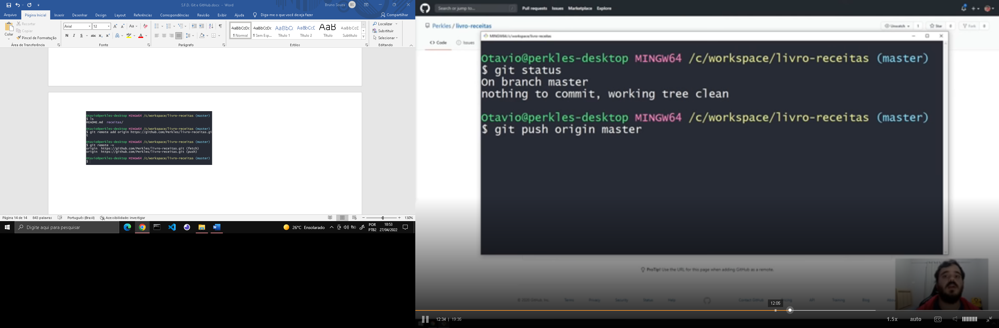 S.F.D. Git e GitHub.docx - Word
Bruno Souza
BS
Arquivo
Página Inicial
Inserir
Desenhar
Design
Layout
Referências
Correspondências
Revisão
Exibir
Ajuda
Diga-me o que você deseja fazer
Compartilhar
Colar
Recortar
Copiar
Pincel de Formatação
Área de Transferência
Arial
12
Aa
N I S abc x₂ x²
Fonte
Parágrafo
AaBbCcDc
¶ Normal
AaBbCcDc
¶ Sem Esp...
AaBbCc
Título 1
AaBbCcE
Título 2
AaB
Título
AaBbCcD
Subtítulo
Estilos
Localizar
Substituir
Selecionar
Editando
Otavio@perkles-desktop MINGW64 /c/workspace/livro-receitas (master)
$ ls
README.md receitas/
Otavio@perkles-desktop MINGW64 /c/workspace/livro-receitas (master)
$ git remote add origin https://github.com/Perkles/livro-receitas.gi
t
Otavio@perkles-desktop MINGW64 /c/workspace/livro-receitas (master)
$ git remote -v
origin https://github.com/Perkles/livro-receitas.git (fetch)
origin https://github.com/Perkles/livro-receitas.git (push)
Otavio@perkles-desktop MINGW64 /c/workspace/livro-receitas (master)
$
Página 14 de 14
843 palavras
Português (Brasil)
Acessibilidade: investigar
130%
Digite aqui para pesquisar
26°C Ensolarado
POR
PTB2
10:53
27/04/2022
Search or jump to...
/
Pull requests
Issues
Marketplace
Explore
Perkles / livro-receitas
Unwatch
1
Star
0
Fork
0
Code
Issues
MINGW64:/c/workspace/livro-receitas
Otavio@perkles-desktop MINGW64 /c/workspace/livro-receitas (master)
$ git status
On branch master
nothing to commit, working tree clean
Otavio@perkles-desktop MINGW64 /c/workspace/livro-receitas (master)
$ git push origin master
ProTip! Use the URL for this page when adding GitHub as a remote.
© 2020 GitHub, Inc.
Terms
Privacy
Security
Status
Help
Contact GitHub
Pricing
API
Training
Blog
12:05
12:34 | 19:35
1.5x
auto
CC